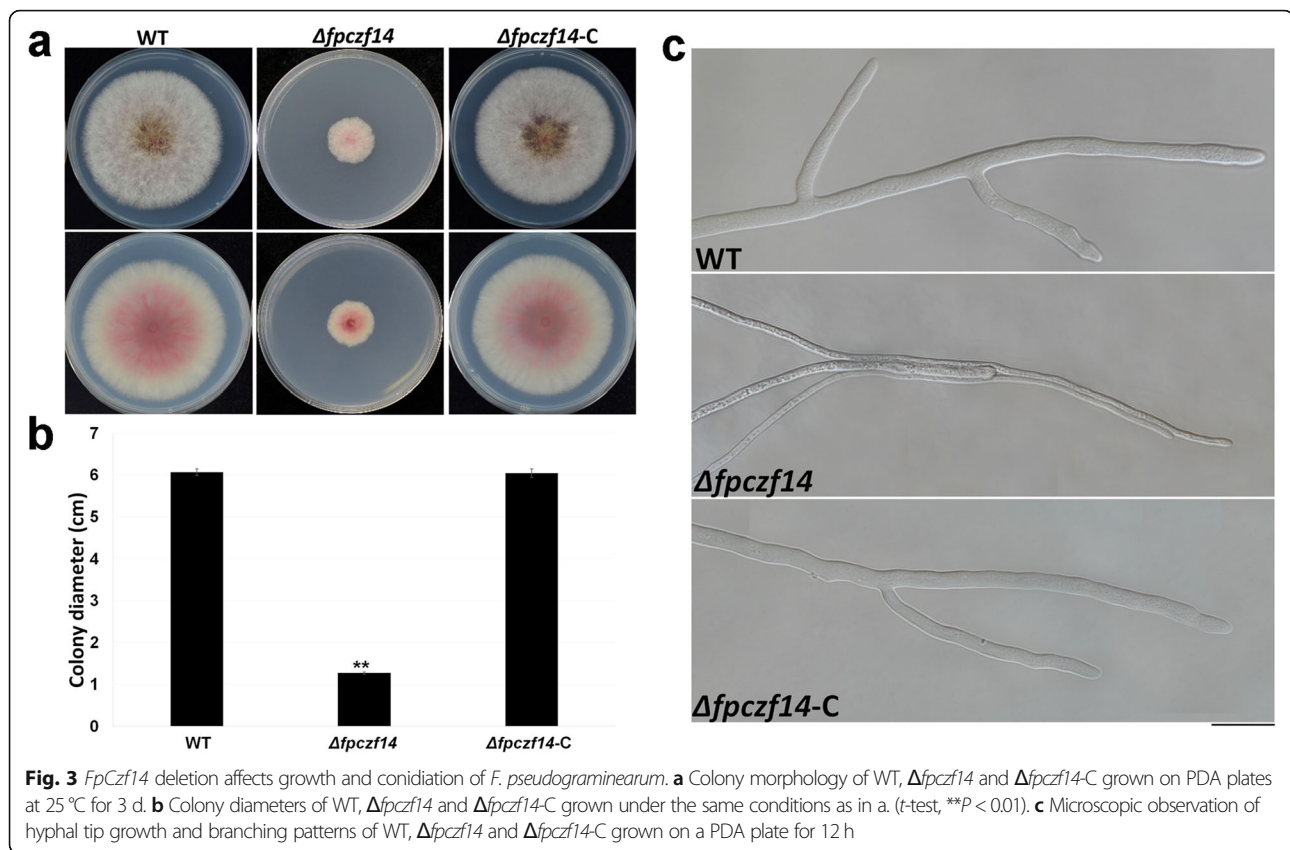 a
WT
Δfpczf14
Δfpczf14-C
c
WT
Δfpczf14
Δfpczf14-C
b
Colony diameter (cm)
7
6
5
4
3
2
1
0
**
WT
Δfpczf14
Δfpczf14-C
Fig. 3 FpCzf14 deletion affects growth and conidiation of F. pseudograminearum. a Colony morphology of WT, Δfpczf14 and Δfpczf14-C grown on PDA plates
at 25 °C for 3 d. b Colony diameters of WT, Δfpczf14 and Δfpczf14-C grown under the same conditions as in a. (t-test, **P < 0.01). c Microscopic observation of
hyphal tip growth and branching patterns of WT, Δfpczf14 and Δfpczf14-C grown on a PDA plate for 12 h